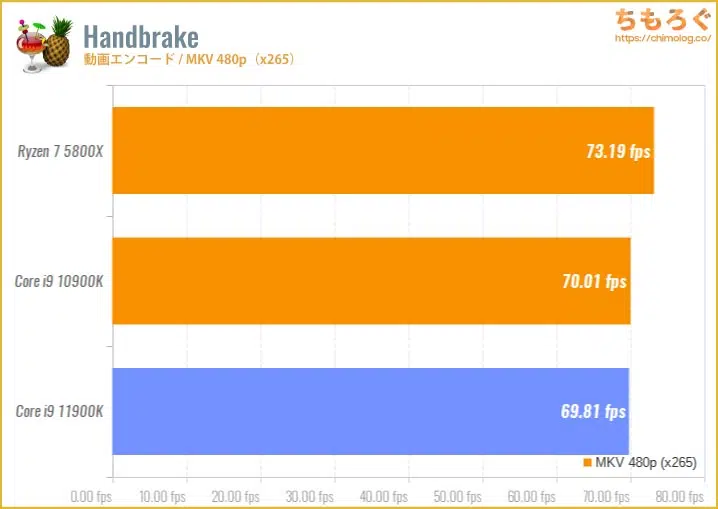 Handbrake
動画エンコード / MKV 480p（x265）
ちもろぐ
https://chimolog.co/
Ryzen 7 5800X
73.19 fps
Core i9 10900K
70.01 fps
Core i9 11900K
69.81 fps
MKV 480p (x265)
0.00 fps 10.00 fps 20.00 fps 30.00 fps 40.00 fps 50.00 fps 60.00 fps 70.00 fps 80.00 fps